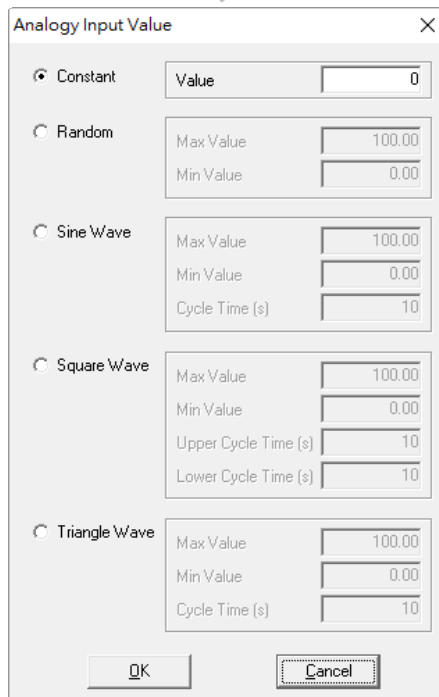 Analogy Input Value
Constant Value 0
Random
Max Value 100.00
Min Value 0.00
Sine Wave
Max Value 100.00
Min Value 0.00
Cycle Time (s) 10
Square Wave
Max Value 100.00
Min Value 0.00
Upper Cycle Time (s) 10
Lower Cycle Time (s) 10
Triangle Wave
Max Value 100.00
Min Value 0.00
Cycle Time (s) 10
OK Cancel